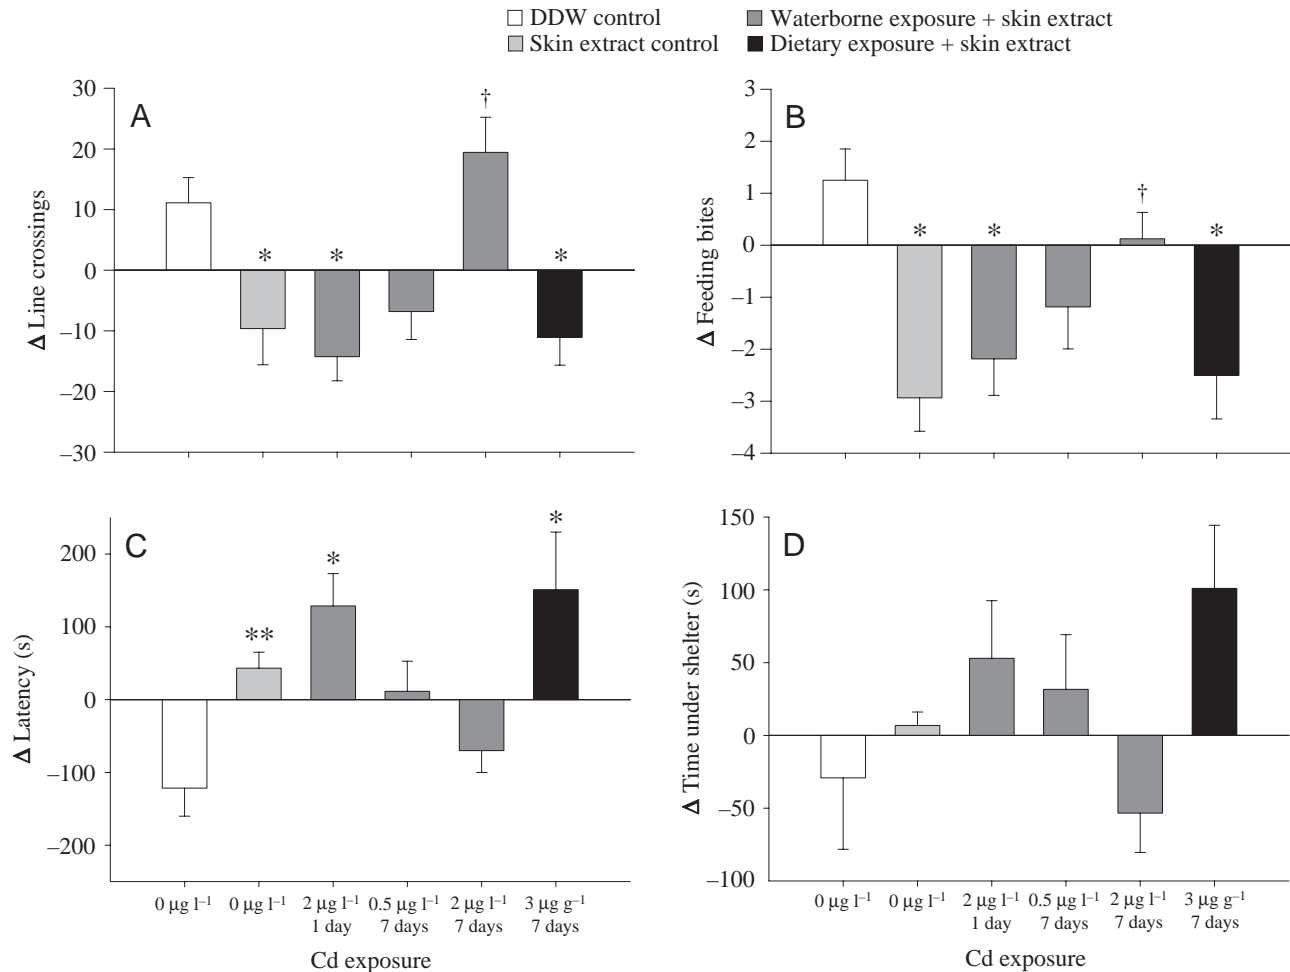 DDW control
Skin extract control
Waterborne exposure + skin extract
Dietary exposure + skin extract
A
Δ Line crossings
30
20
10
0
–10
–20
–30
*
*
†
*
B
Δ Feeding bites
3
2
1
0
–1
–2
–3
–4
*
*
†
*
C
Δ Latency (s)
200
100
0
–100
–200
**
*
*
0 μg l⁻¹
0 μg l⁻¹
2 μg l⁻¹
1 day
0.5 μg l⁻¹
7 days
2 μg l⁻¹
7 days
3 μg g⁻¹
7 days
Cd exposure
D
Δ Time under shelter (s)
150
100
50
0
–50
–100
0 μg l⁻¹
0 μg l⁻¹
2 μg l⁻¹
1 day
0.5 μg l⁻¹
7 days
2 μg l⁻¹
7 days
3 μg g⁻¹
7 days
Cd exposure